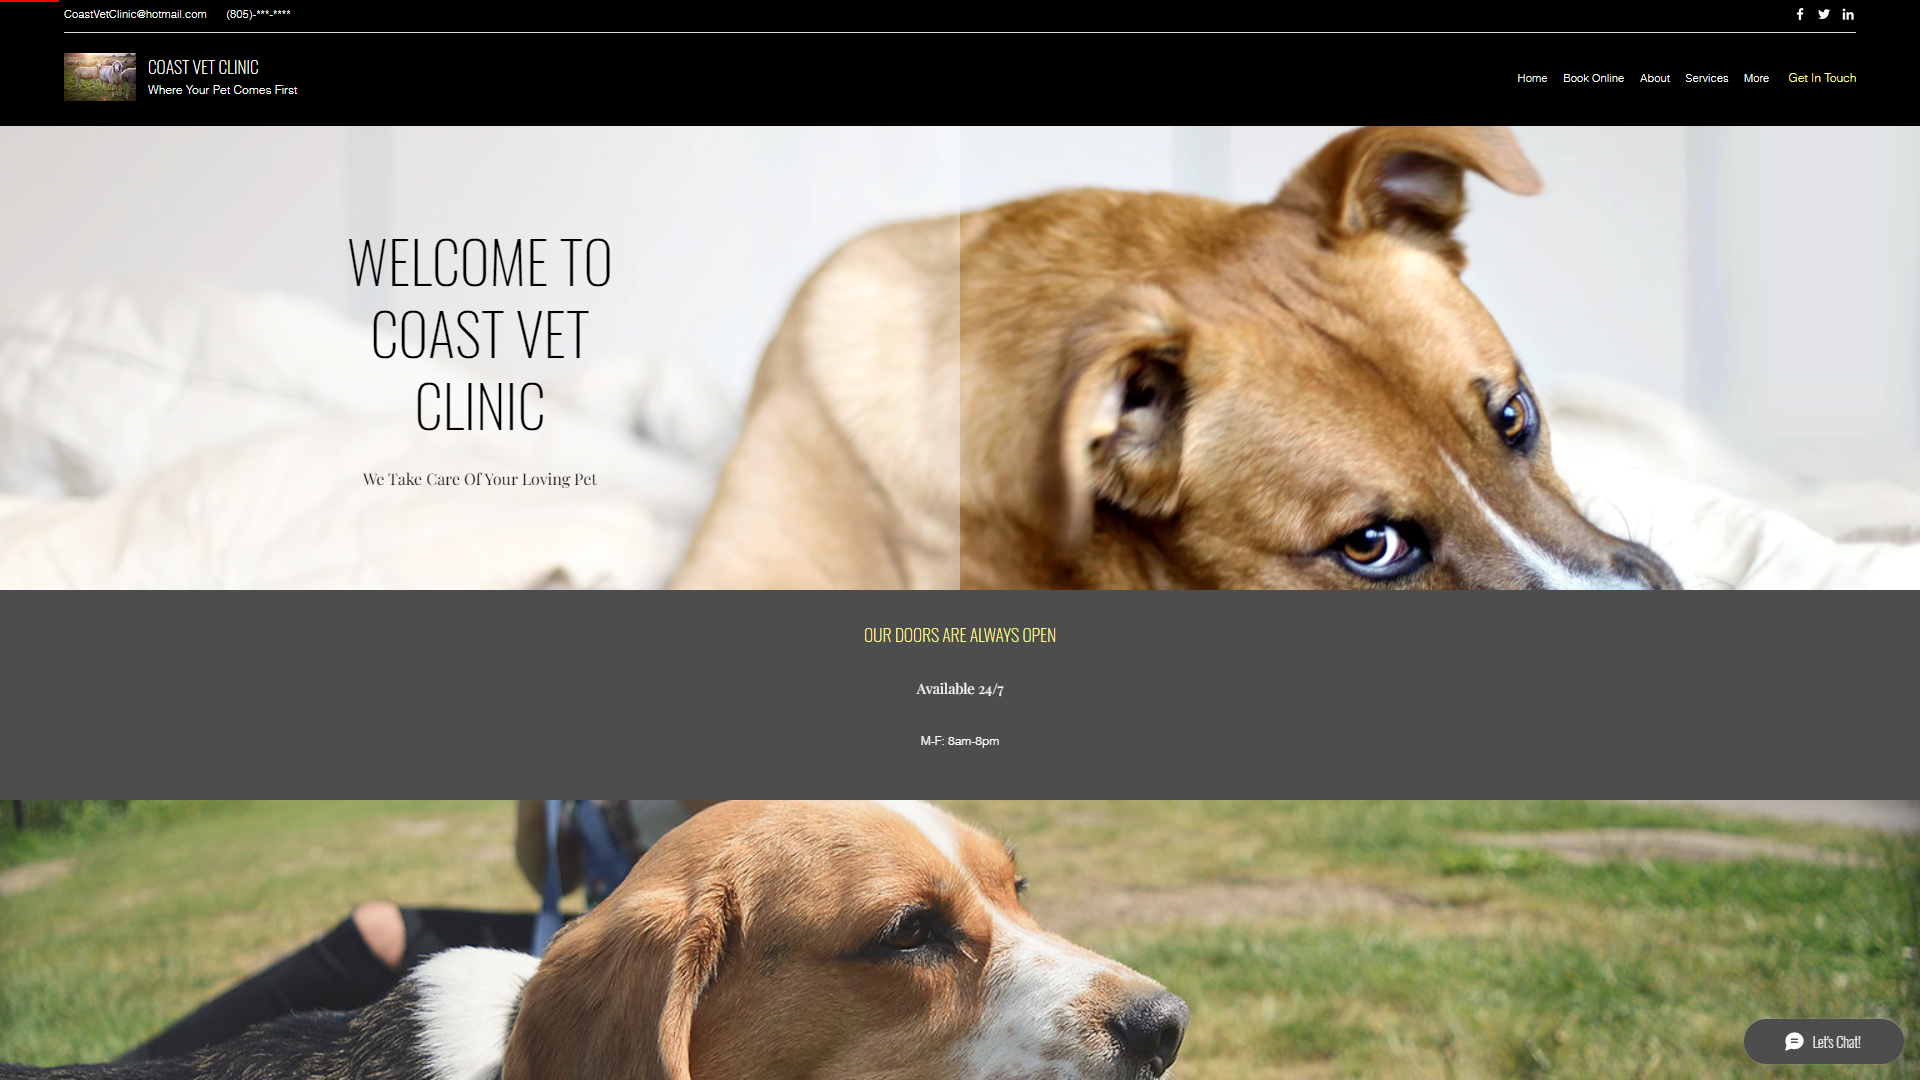 CoastVetClinic@hotmail.com (805)-***-****
COAST VET CLINIC
Where Your Pet Comes First
Home Book Online About Services More Get In Touch
WELCOME TO
COAST VET
CLINIC
We Take Care Of Your Loving Pet
OUR DOORS ARE ALWAYS OPEN
Available 24/7
M-F: 8am-8pm
Let's Chat!